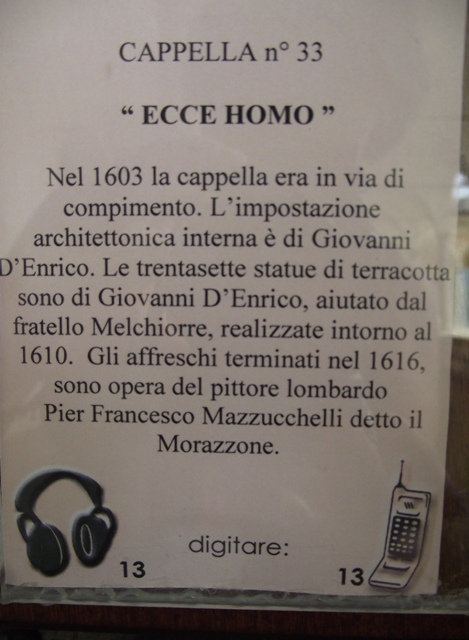 CAPPELLA n° 33
“ ECCE HOMO ”
Nel 1603 la cappella era in via di
compimento. L’impostazione
architettonica interna è di Giovanni
D’Enrico. Le trentasette statue di terracotta
sono di Giovanni D’Enrico, aiutato dal
fratello Melchiorre, realizzate intorno al
1610. Gli affreschi terminati nel 1616,
sono opera del pittore lombardo
Pier Francesco Mazzucchelli detto il
Morazzone.
digitare:
13 13